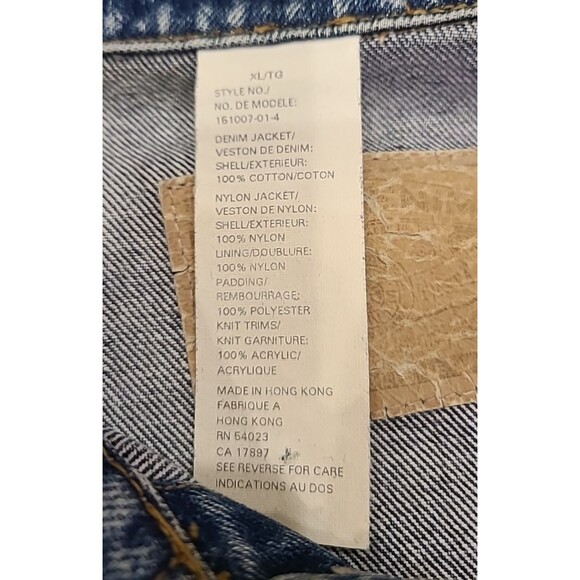 XL/TG
STYLE NO./
NO. DE MODELE:
161007-01-4
DENIM JACKET/
VESTON DE DENIM:
SHELL/EXTERIEUR:
100% COTTON/COTON
NYLON JACKET/
VESTON DE NYLON:
SHELL/EXTERIEUR:
100% NYLON
LINING/DOUBLURE:
100% NYLON
PADDING/
REMBOURRAGE:
100% POLYESTER
KNIT TRIMS/
KNIT GARNITURE:
100% ACRYLIC/
ACRYLIQUE
MADE IN HONG KONG
FABRIQUE A
HONG KONG
RN 54023
CA 17897
SEE REVERSE FOR CARE
INDICATIONS AU DOS